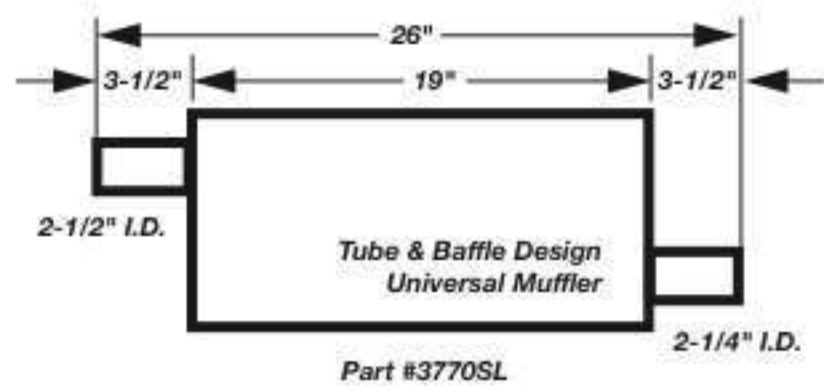 26"
3-1/2" 19" 3-1/2"
2-1/2" I.D.
Tube & Baffle Design
Universal Muffler
2-1/4" I.D.
Part #3770SL